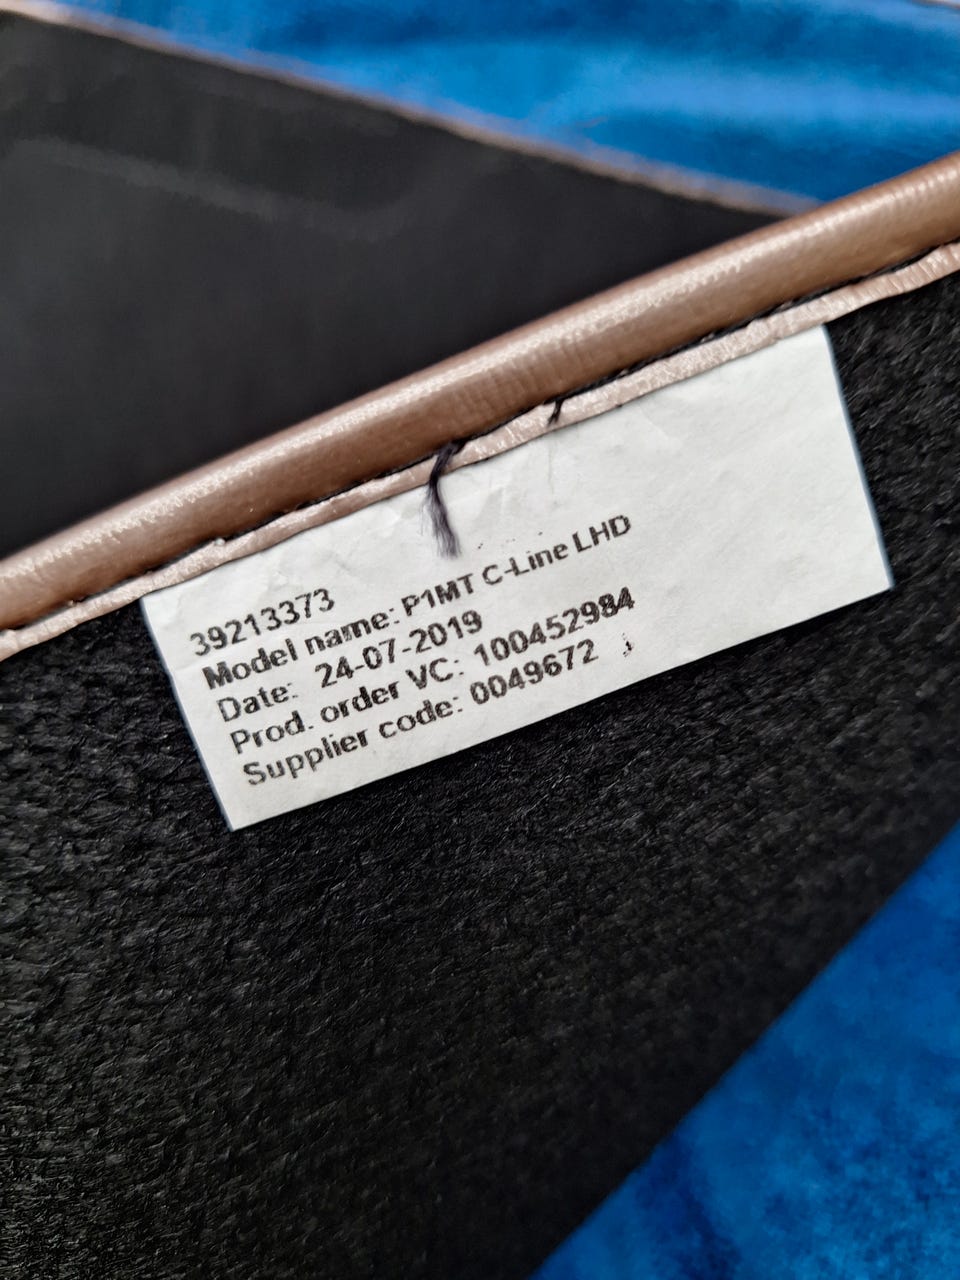 39213373
Model name: P1MT C-Line LHD
Date: 24-07-2019
Prod. order VC: 100452984
Supplier code: 0049672